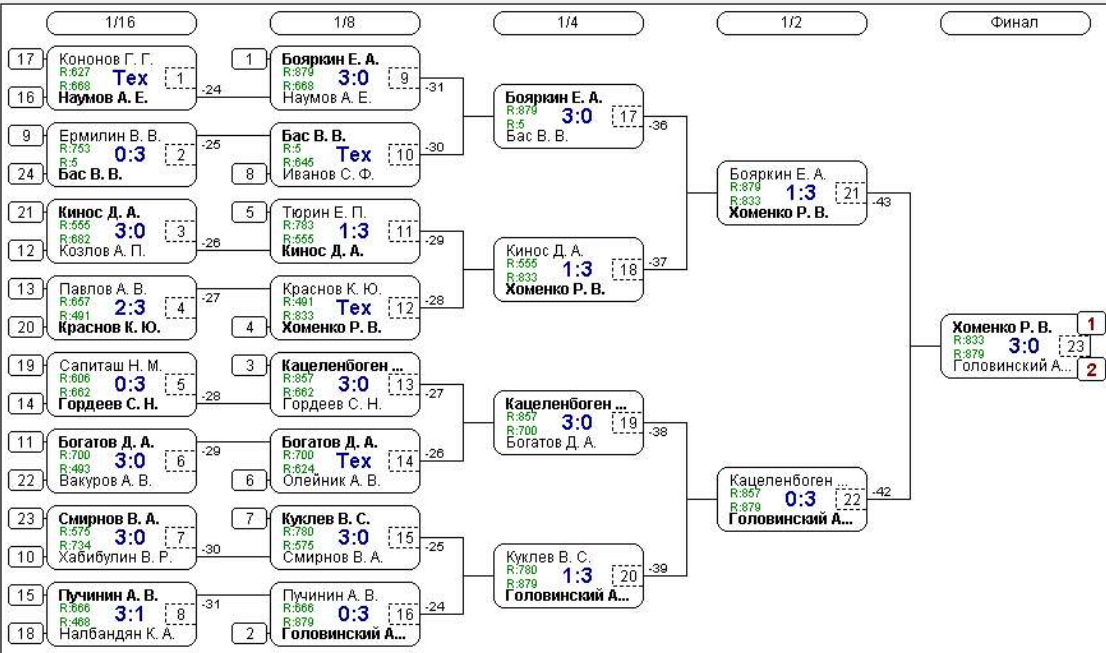 1/16
1/8
1/4
1/2
Финал
17
Кононов Г. Г.
R:627
R:668
Тех
1
16
Наумов А. Е.
-24
9
Ермилин В. В.
R:753
R:5
0:3
2
24
Бас В. В.
-25
21
Кинос Д. А.
R:555
R:682
3:0
3
12
Козлов А. П.
-26
13
Павлов А. В.
R:657
R:491
2:3
4
20
Краснов К. Ю.
-27
19
Сапиташ Н. М.
R:606
R:662
0:3
5
14
Гордеев С. Н.
-28
11
Богатов Д. А.
R:700
R:493
3:0
6
22
Вакуров А. В.
-29
23
Смирнов В. А.
R:575
R:734
3:0
7
10
Хабибулин В. Р.
-30
15
Пучинин А. В.
R:666
R:468
3:1
8
18
Налбандян К. А.
-31
1
Бояркин Е. А.
R:879
R:668
3:0
9
Наумов А. Е.
-31
Бас В. В.
R:5
R:645
Тех
10
8
Иванов С. Ф.
-30
5
Тюрин Е. П.
R:783
R:555
1:3
11
Кинос Д. А.
-29
Краснов К. Ю.
R:491
R:833
Тех
12
4
Хоменко Р. В.
-28
3
Кацеленбоген ...
R:857
R:662
3:0
13
Гордеев С. Н.
-27
Богатов Д. А.
R:700
R:624
Тех
14
6
Олейник А. В.
-26
7
Куклев В. С.
R:780
R:575
3:0
15
Смирнов В. А.
-25
Пучинин А. В.
R:666
R:879
0:3
16
2
Головинский А...
-24
Бояркин Е. А.
R:879
R:5
3:0
17
Бас В. В.
-36
Кинос Д. А.
R:555
R:833
1:3
18
Хоменко Р. В.
-37
Кацеленбоген ...
R:857
R:700
3:0
19
Богатов Д. А.
-38
Куклев В. С.
R:780
R:879
1:3
20
Головинский А...
-39
Бояркин Е. А.
R:879
R:833
1:3
21
Хоменко Р. В.
-43
Кацеленбоген ...
R:857
R:879
0:3
22
Головинский А...
-42
Хоменко Р. В.
1
R:833
R:879
3:0
23
Головинский А...
2